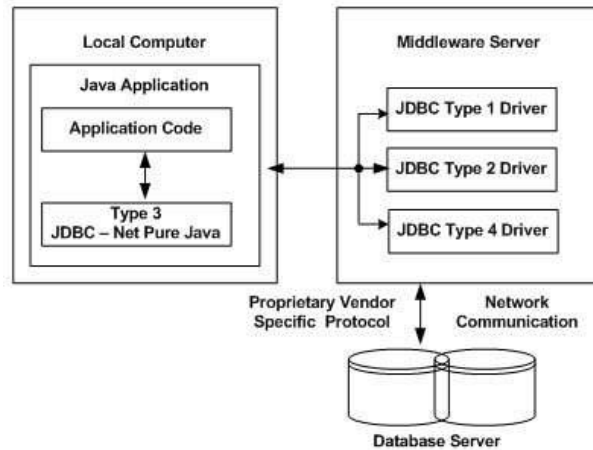 Local Computer
Java Application
Application Code
Type 3
JDBC – Net Pure Java
Middleware Server
JDBC Type 1 Driver
JDBC Type 2 Driver
JDBC Type 4 Driver
Proprietary Vendor
Specific Protocol
Network
Communication
Database Server